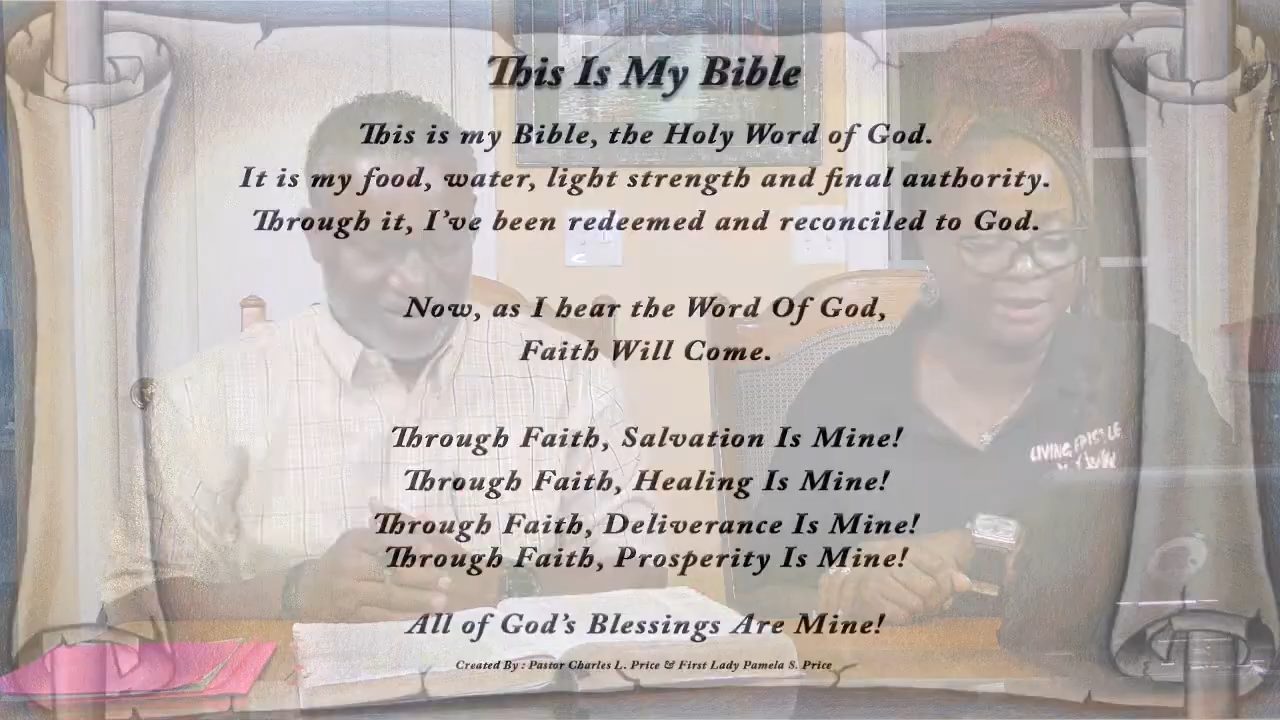 This Is My Bible
This is my Bible, the Holy Word of God.
It is my food, water, light strength and final authority.
Through it, I've been redeemed and reconciled to God.
Now, as I hear the Word Of God,
Faith Will Come.
Through Faith, Salvation Is Mine!
Through Faith, Healing Is Mine!
Through Faith, Deliverance Is Mine!
Through Faith, Prosperity Is Mine!
All of God's Blessings Are Mine!
Created By : Pastor Charles L. Price & First Lady Pamela S. Price
LIVING EPISTLE